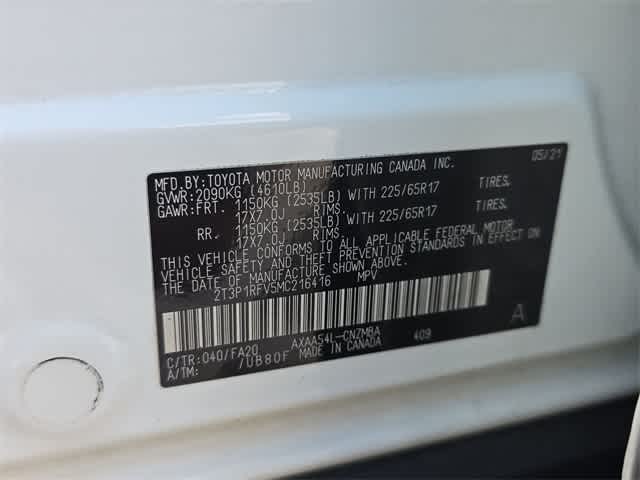 MFD.BY:TOYOTA MOTOR MANUFACTURING CANADA INC. 05/21
GVWR:2090KG (4610LB)
GAWR:FRT. 1150KG (2535LB) WITH 225/65R17 TIRES.
17X7.0J RIMS.
RR. 1150KG (2535LB) WITH 225/65R17 TIRES.
17X7.0J RIMS.
THIS VEHICLE CONFORMS TO ALL APPLICABLE FEDERAL MOTOR
VEHICLE SAFETY AND THEFT PREVENTION STANDARDS IN EFFECT ON
THE DATE OF MANUFACTURE SHOWN ABOVE.
2T3P1RFV5MC216416 MPV
C/TR:040/FA20 AXAA54L-CNZMBA 409 A
A/TM: /UB80F MADE IN CANADA